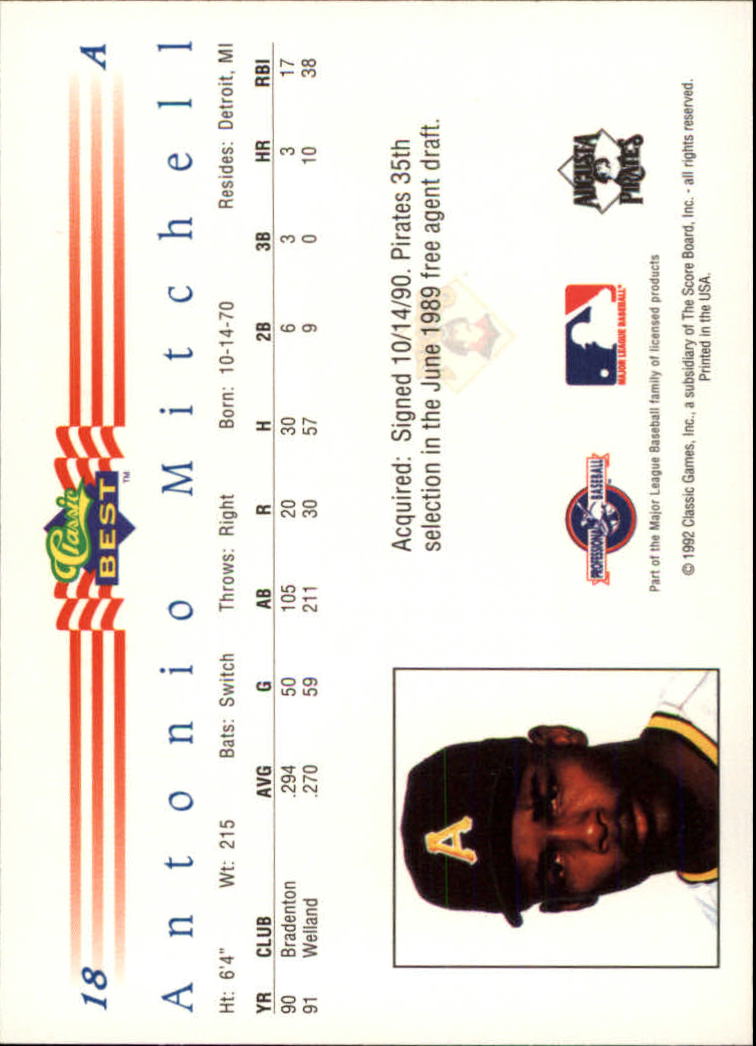 18 Classic BEST TM A
Antonio Mitchell
Ht: 6'4" Wt: 215 Bats: Switch Throws: Right Born: 10-14-70 Resides: Detroit, MI
YR CLUB AVG G AB R H 2B 3B HR RBI
90 Bradenton .294 50 105 20 30 6 3 3 17
91 Welland .270 59 211 30 57 9 0 10 38
Acquired: Signed 10/14/90. Pirates 35th
selection in the June 1989 free agent draft.
A
PROFESSIONAL BASEBALL
MAJOR LEAGUE BASEBALL®
AUGUSTA
PIRATES
Part of the Major League Baseball family of licensed products
© 1992 Classic Games, Inc., a subsidiary of The Score Board, Inc. - all rights reserved.
Printed in the USA.